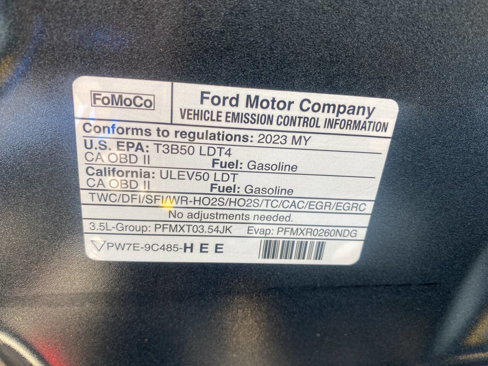 FoMoCo
Ford Motor Company
VEHICLE EMISSION CONTROL INFORMATION
Conforms to regulations: 2023 MY
U.S. EPA: T3B50 LDT4
CA OBD II Fuel: Gasoline
California: ULEV50 LDT
CA OBD II Fuel: Gasoline
TWC/DFI/SFI/WR-HO2S/HO2S/TC/CAC/EGR/EGRC
No adjustments needed.
3.5L-Group: PFMXT03.54JK Evap: PFMXR0260NDG
PW7E-9C485-HEE